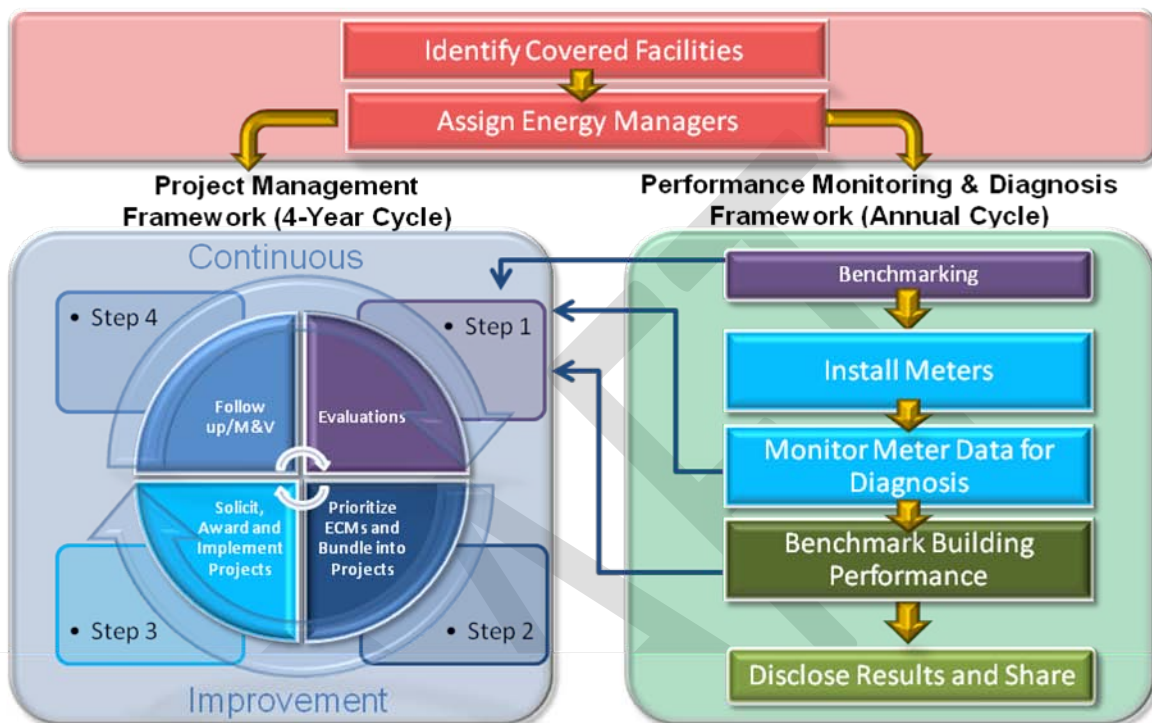 Identify Covered Facilities
Assign Energy Managers
Project Management
Framework (4-Year Cycle)
Continuous
• Step 4
• Step 1
Follow
up/M&V
Evaluations
Solicit,
Award and
Implement
Projects
Prioritize
ECMs and
Bundle into
Projects
• Step 3
• Step 2
Improvement
Performance Monitoring & Diagnosis
Framework (Annual Cycle)
Benchmarking
Install Meters
Monitor Meter Data for
Diagnosis
Benchmark Building
Performance
Disclose Results and Share